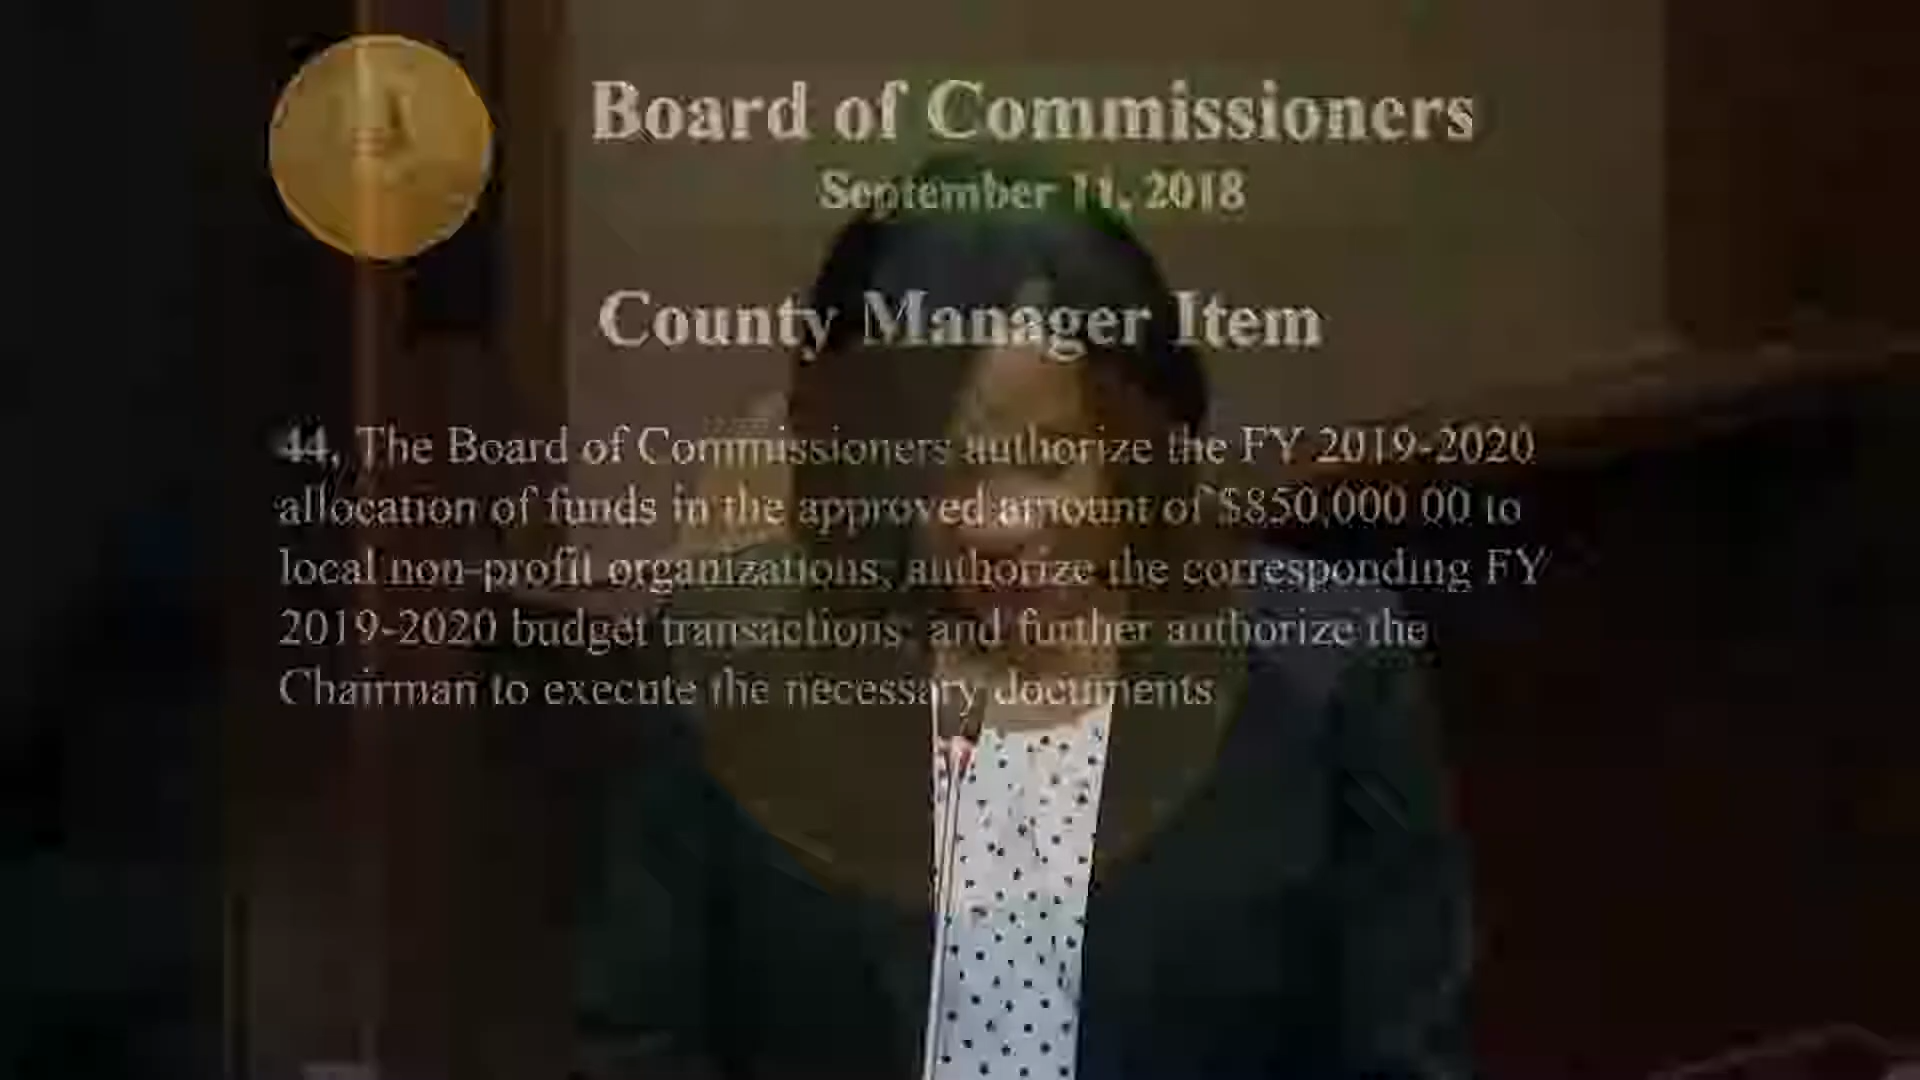 Board of Commissioners
September 11, 2018
County Manager Item
44. The Board of Commissioners authorize the FY 2019-2020
allocation of funds in the approved amount of $850,000.00 to
local non-profit organizations; authorize the corresponding FY
2019-2020 budget transactions; and further authorize the
Chairman to execute the necessary documents.